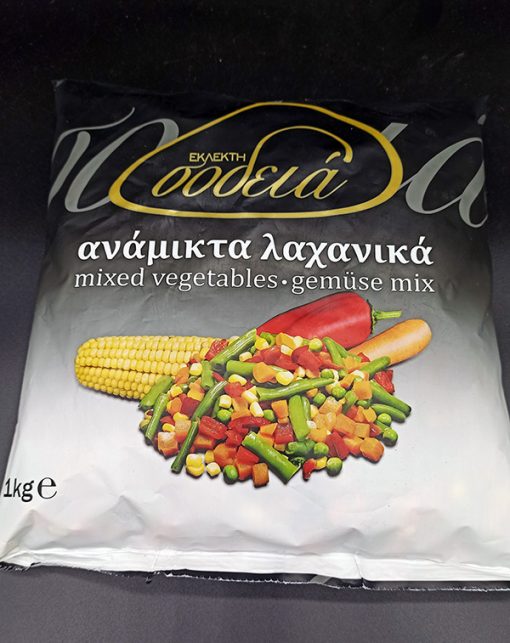 ΕΚΛΕΚΤΗ
σοδειά
ανάμικτα λαχανικά
mixed vegetables·gemüse mix
1kg e